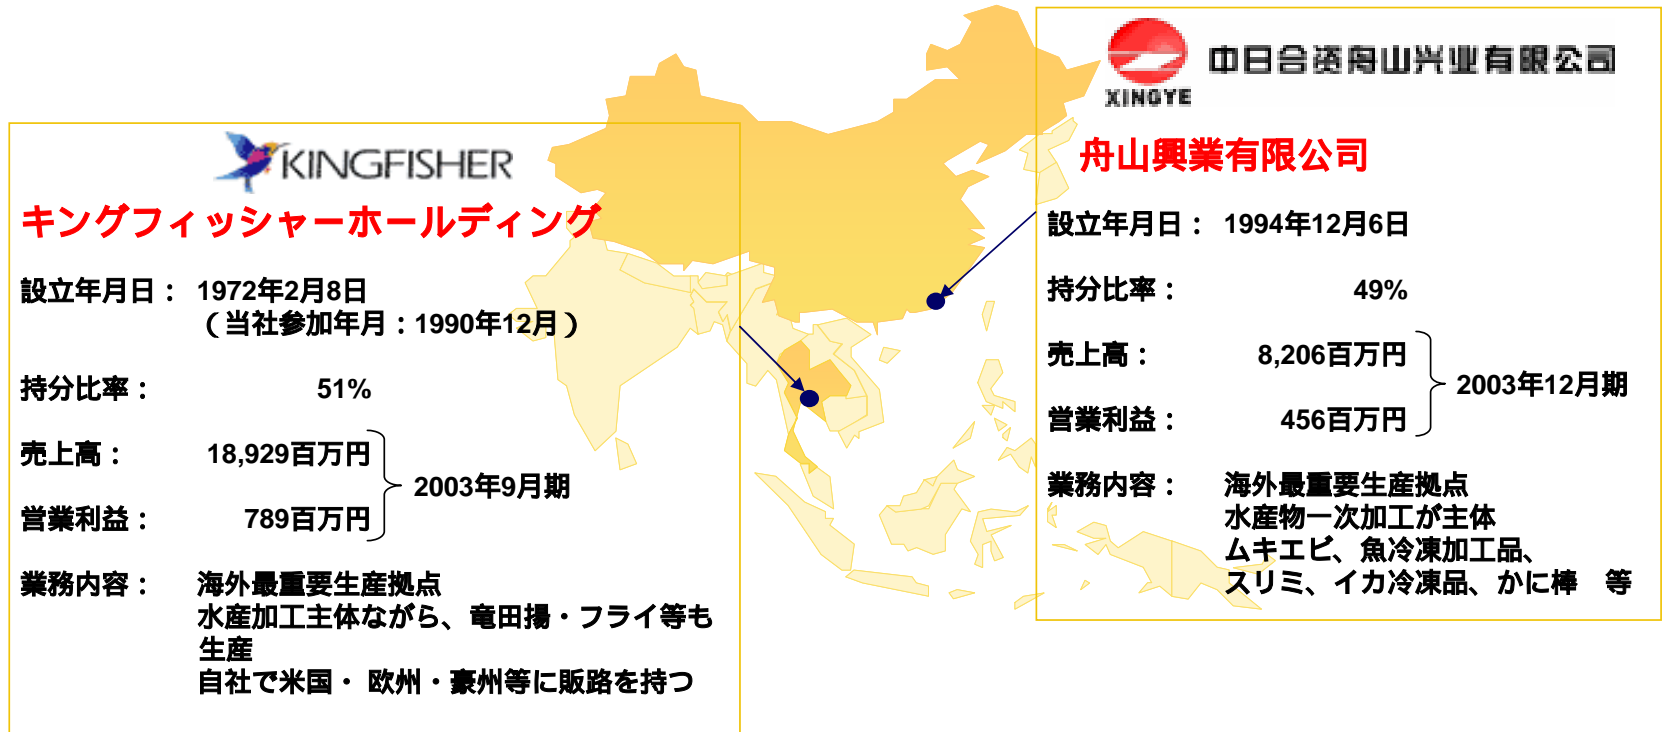 KINGFISHER
キングフィッシャーホールディング
設立年月日： 1972年2月8日
（当社参加年月：1990年12月）
持分比率： 51%
売上高： 18,929百万円
2003年9月期
営業利益： 789百万円
業務内容： 海外最重要生産拠点
水産加工主体ながら、竜田揚・フライ等も
生産
自社で米国・ 欧州・豪州等に販路を持つ
XINGYE
中日合资舟山兴业有限公司
舟山興業有限公司
設立年月日： 1994年12月6日
持分比率： 49%
売上高： 8,206百万円
2003年12月期
営業利益： 456百万円
業務内容： 海外最重要生産拠点
水産物一次加工が主体
ムキエビ、魚冷凍加工品、
スリミ、イカ冷凍品、かに棒　等